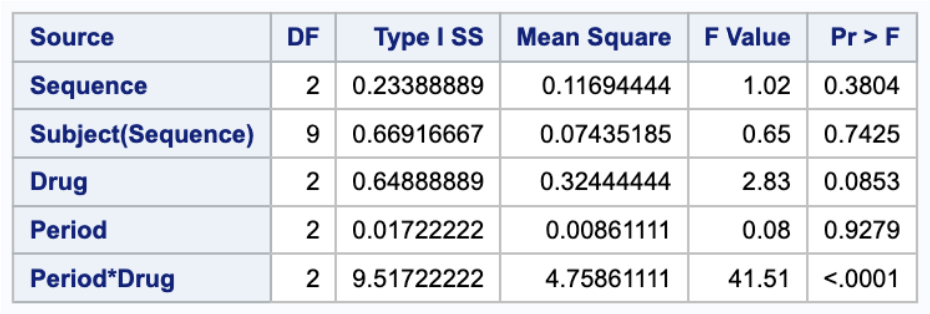 Source DF Type I SS Mean Square F Value Pr > F
Sequence 2 0.23388889 0.11694444 1.02 0.3804
Subject(Sequence) 9 0.66916667 0.07435185 0.65 0.7425
Drug 2 0.64888889 0.32444444 2.83 0.0853
Period 2 0.01722222 0.00861111 0.08 0.9279
Period*Drug 2 9.51722222 4.75861111 41.51 <.0001